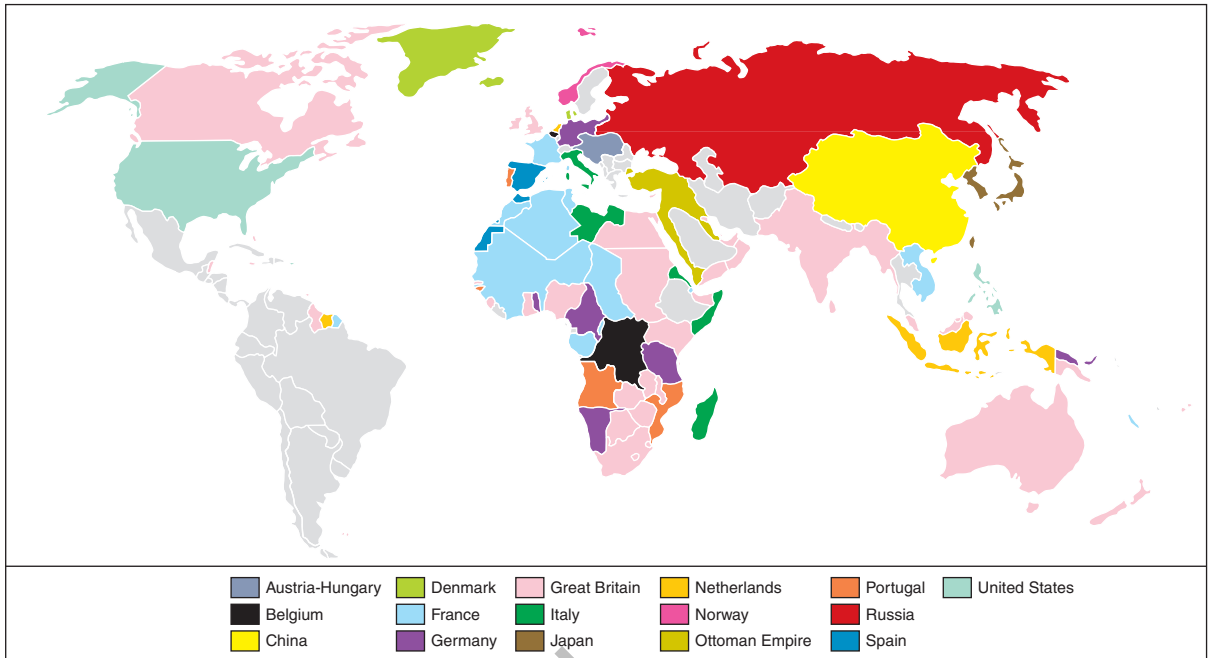 Austria-Hungary
Denmark
Great Britain
Netherlands
Portugal
United States
Belgium
France
Italy
Norway
Russia
China
Germany
Japan
Ottoman Empire
Spain